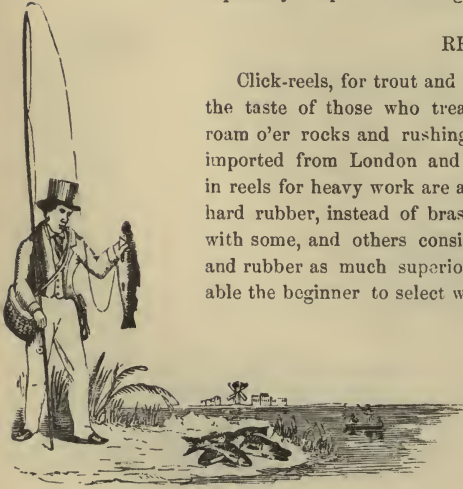 RE
Click-reels, for trout and
the taste of those who trea
roam o'er rocks and rushing
imported from London and
in reels for heavy work are a
hard rubber, instead of bras
with some, and others consi
and rubber as much superio
able the beginner to select w